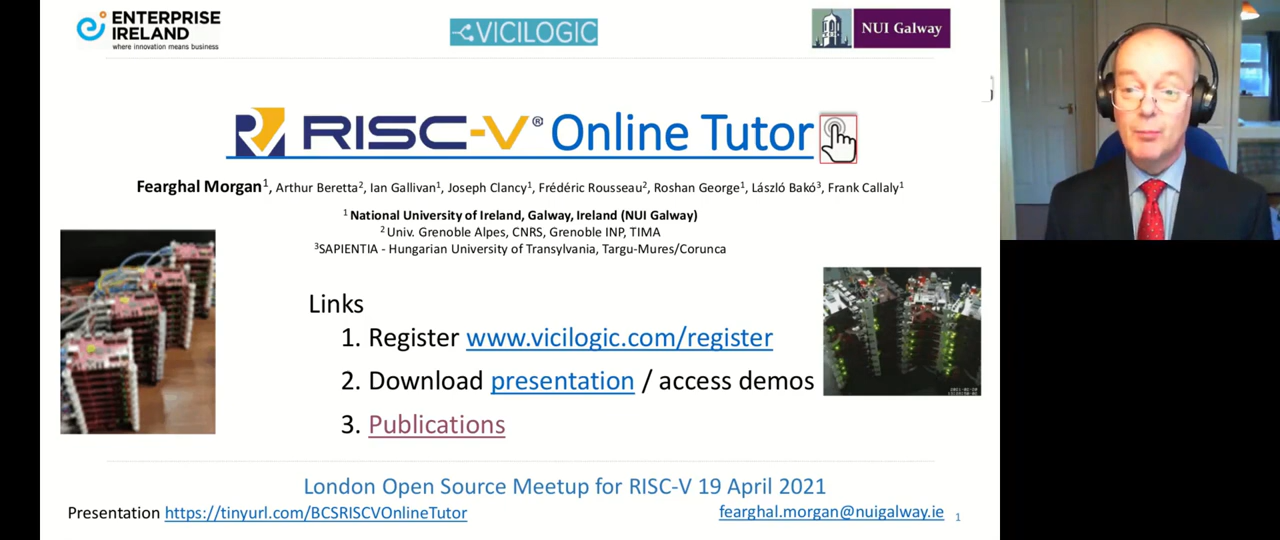 ENTERPRISE
IRELAND
where innovation means business
VICILOGIC
NUI Galway
RISC-V® Online Tutor
Fearghal Morgan1, Arthur Beretta2, Ian Gallivan1, Joseph Clancy1, Frédéric Rousseau2, Roshan George1, László Bakó3, Frank Callaly1
1 National University of Ireland, Galway, Ireland (NUI Galway)
2 Univ. Grenoble Alpes, CNRS, Grenoble INP, TIMA
3SAPIENTIA - Hungarian University of Transylvania, Targu-Mures/Corunca
Links
1. Register www.vicilogic.com/register
2. Download presentation / access demos
3. Publications
London Open Source Meetup for RISC-V 19 April 2021
Presentation https://tinyurl.com/BCSRISCVOnlineTutor
fearghal.morgan@nuigalway.ie 1